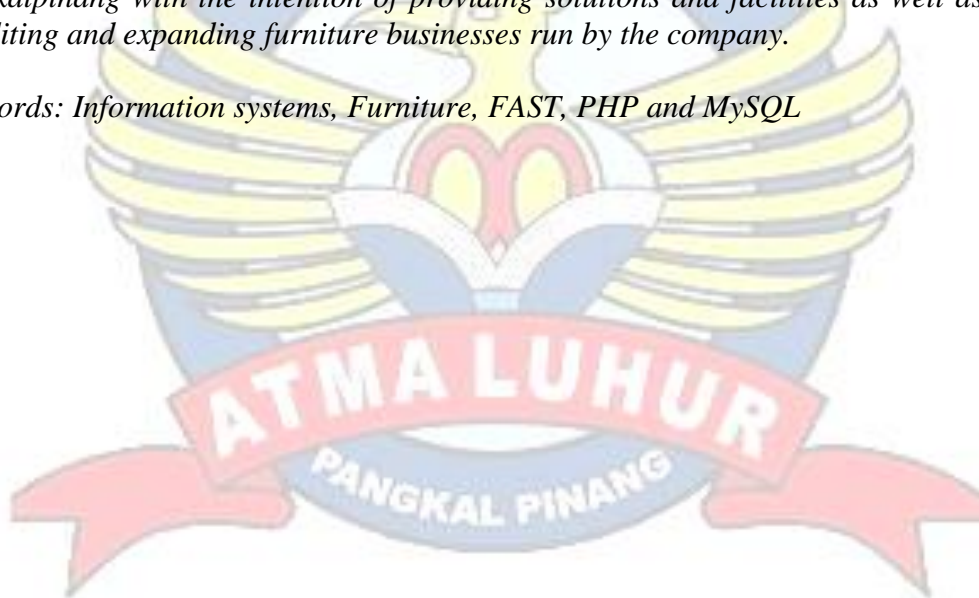 with the intention of providing solutions and facilities as well as
and expanding furniture businesses run by the company.
Information systems, Furniture, FAST, PHP and MySQL
ATMA LUHUR
PANGKAL PINANG